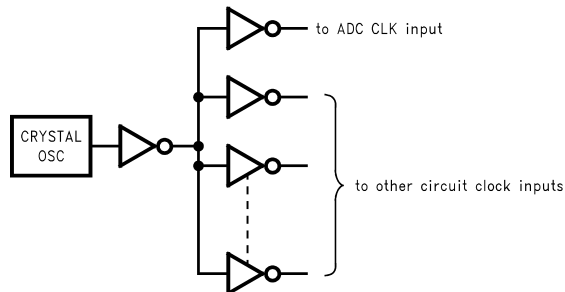 to ADC CLK input
CRYSTAL
OSC
to other circuit clock inputs